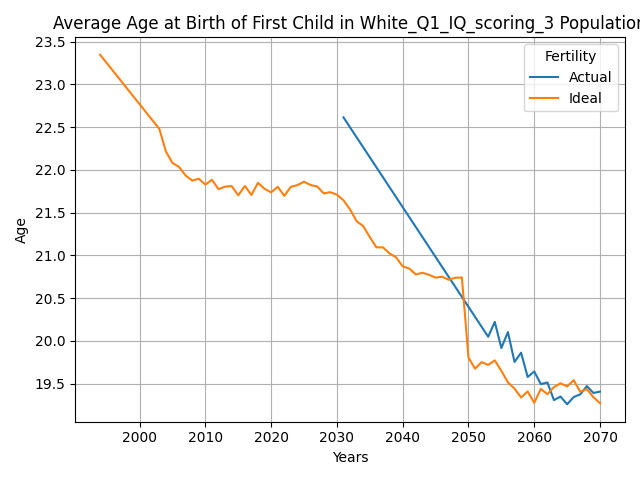 Average Age at Birth of First Child in White_Q1_IQ_scoring_3 Population
23.5
23.0
22.5
22.0
21.5
21.0
20.5
20.0
19.5
Age
Fertility
Actual
Ideal
2000 2010 2020 2030 2040 2050 2060 2070
Years